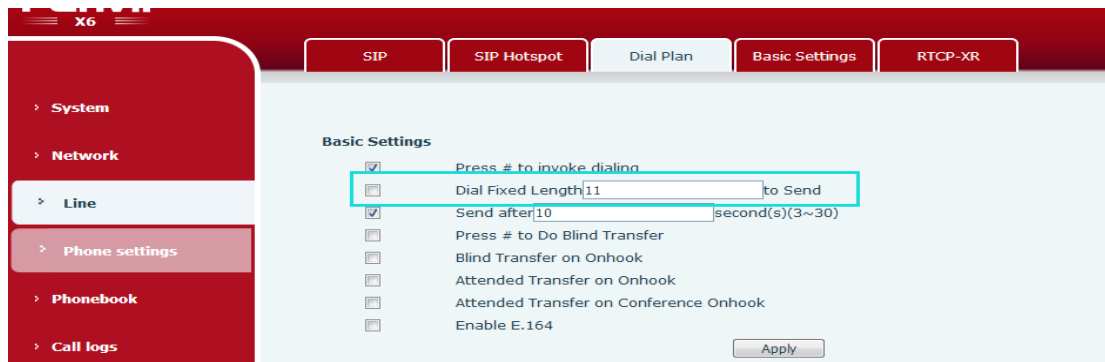 X6
SIP
SIP Hotspot
Dial Plan
Basic Settings
RTCP-XR
System
Network
Line
Phone settings
Phonebook
Call logs
Basic Settings
Press # to invoke dialing
Dial Fixed Length 11 to Send
Send after 10 second(s)(3~30)
Press # to Do Blind Transfer
Blind Transfer on Onhook
Attended Transfer on Onhook
Attended Transfer on Conference Onhook
Enable E.164
Apply